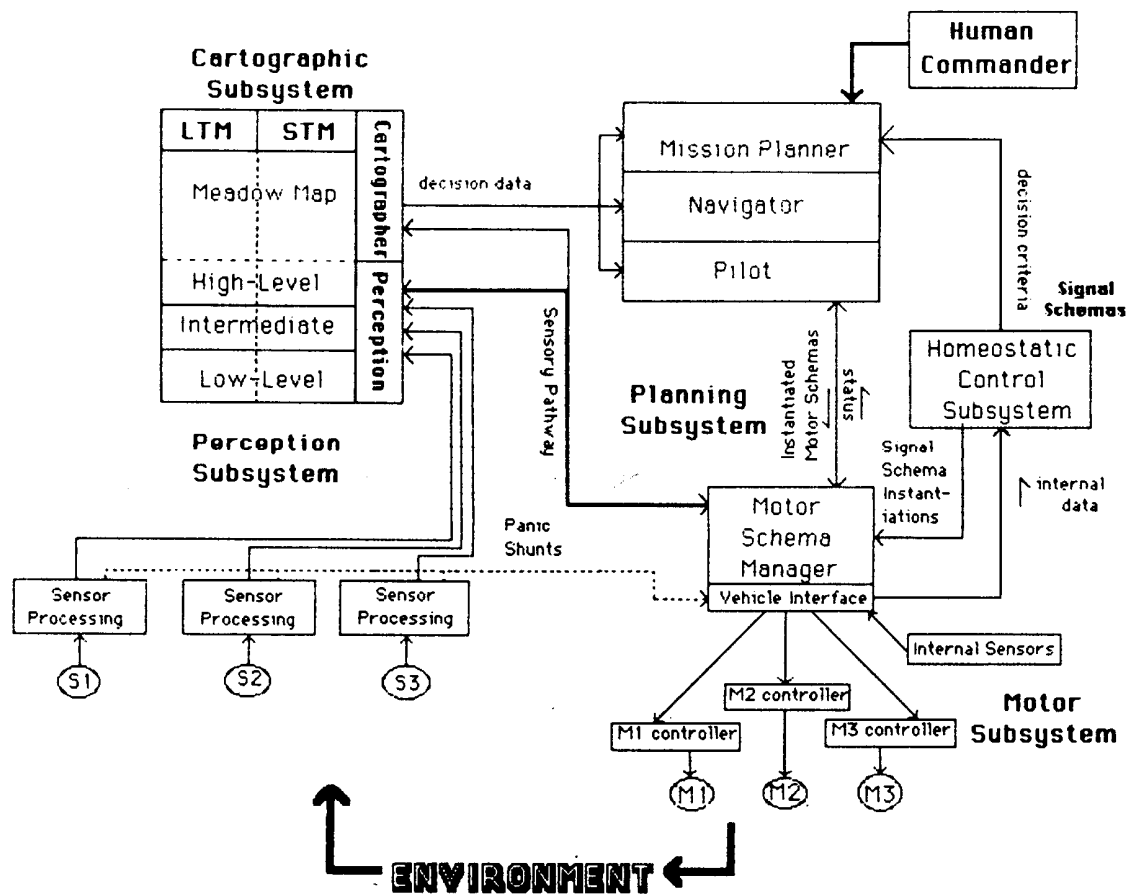 Human
Commander
Cartographic
Subsystem
LTM
STM
Cartographer
Meadow Map
decision data
Mission Planner
Navigator
Pilot
decision criteria
High-Level
Intermediate
Low-Level
Perception
Sensory Pathway
Signal
Schemas
Homeostatic
Control
Subsystem
Planning
Subsystem
Instantiated
Motor Schemas
status
Perception
Subsystem
Signal
Schema
Instant-
iations
internal
data
Panic
Shunts
Motor
Schema
Manager
Vehicle Interface
Sensor
Processing
Sensor
Processing
Sensor
Processing
Internal Sensors
S1
S2
S3
M2 controller
M1 controller
M3 controller
Motor
Subsystem
M1
M2
M3
ENVIRONMENT